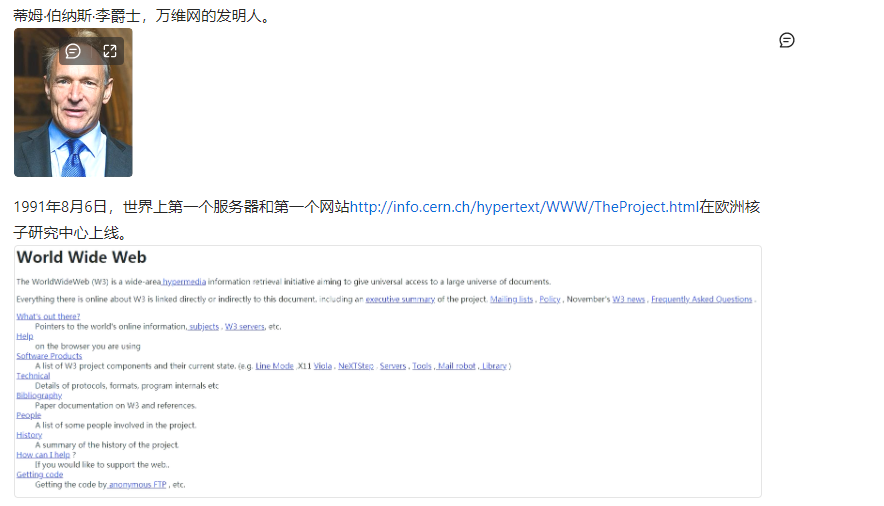 蒂姆·伯纳斯·李爵士，万维网的发明人。
1991年8月6日，世界上第一个服务器和第一个网站http://info.cern.ch/hypertext/WWW/TheProject.html在欧洲核
子研究中心上线。
World Wide Web
The WorldWideWeb (W3) is a wide-area hypermedia information retrieval initiative aiming to give universal access to a large universe of documents.
Everything there is online about W3 is linked directly or indirectly to this document, including an executive summary of the project, Mailing lists , Policy , November's W3 news , Frequently Asked Questions .
What's out there?
Pointers to the world's online information, subjects , W3 servers, etc.
Help
on the browser you are using
Software Products
A list of W3 project components and their current state. (e.g. Line Mode ,X11 Viola , NeXTStep , Servers , Tools , Mail robot , Library )
Technical
Details of protocols, formats, program internals etc
Bibliography
Paper documentation on W3 and references.
People
A list of some people involved in the project.
History
A summary of the history of the project.
How can I help ?
If you would like to support the web..
Getting code
Getting the code by anonymous FTP , etc.